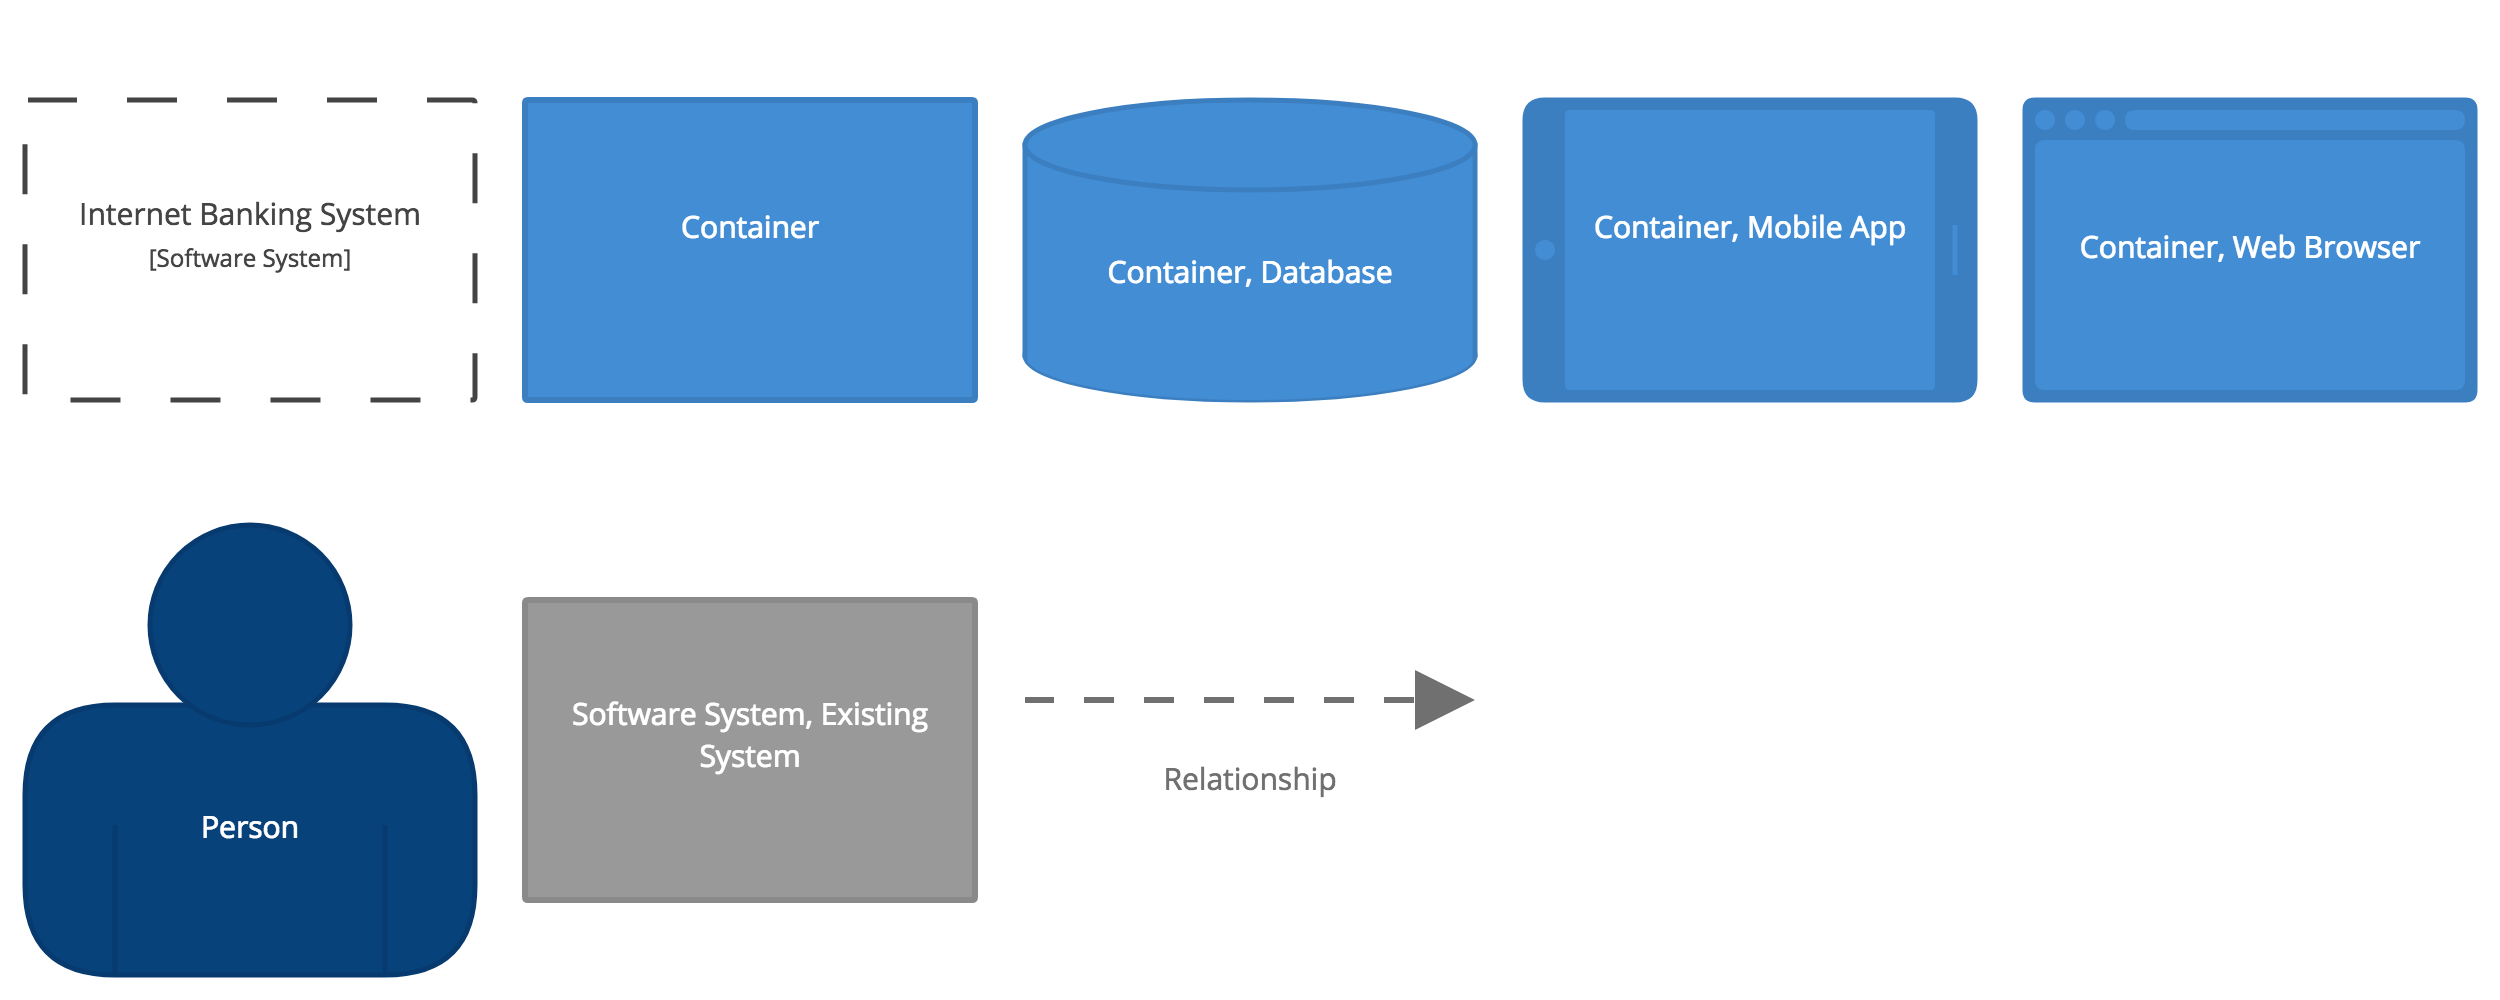 Internet Banking System
[Software System]
Container
Container, Database
Container, Mobile App
Container, Web Browser
Person
Software System, Existing
System
Relationship